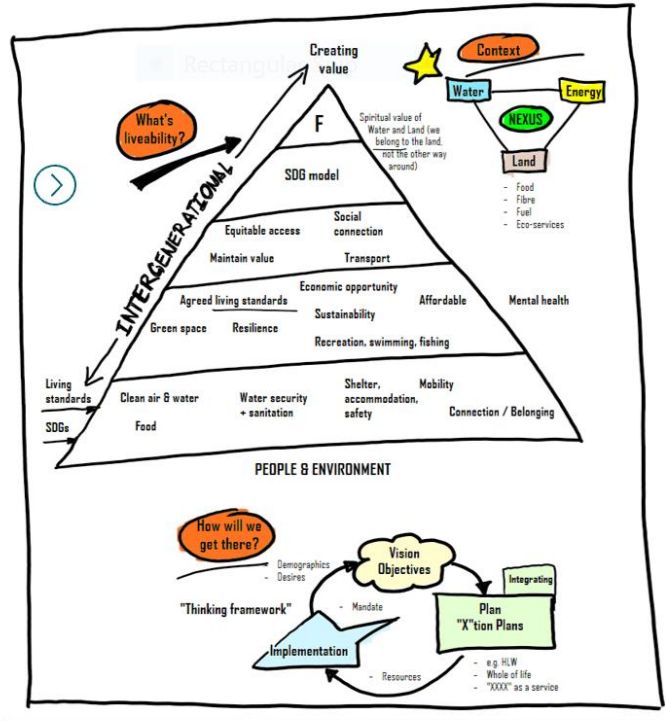 Rectangular
Creating
value
Context
Water
Energy
NEXUS
Land
- Food
- Fibre
- Fuel
- Eco-services
What's
liveability?
INTERGENERATIONAL
F
Spiritual value of
Water and Land (we
belong to the land,
not the other way
around)
SDG model
Equitable access
Social
connection
Maintain value
Transport
Economic opportunity
Agreed living standards
Affordable
Mental health
Sustainability
Green space
Resilience
Recreation, swimming, fishing
Living
standards
SDGs
Clean air & water
Water security
+ sanitation
Shelter,
accommodation,
safety
Mobility
Food
Connection / Belonging
PEOPLE & ENVIRONMENT
How will we
get there?
- Demographics
- Desires
"Thinking framework"
Vision
Objectives
Integrating
Plan
"X"tion Plans
- Mandate
Implementation
- Resources
- e.g. HLW
- Whole of life
- "XXXX" as a service